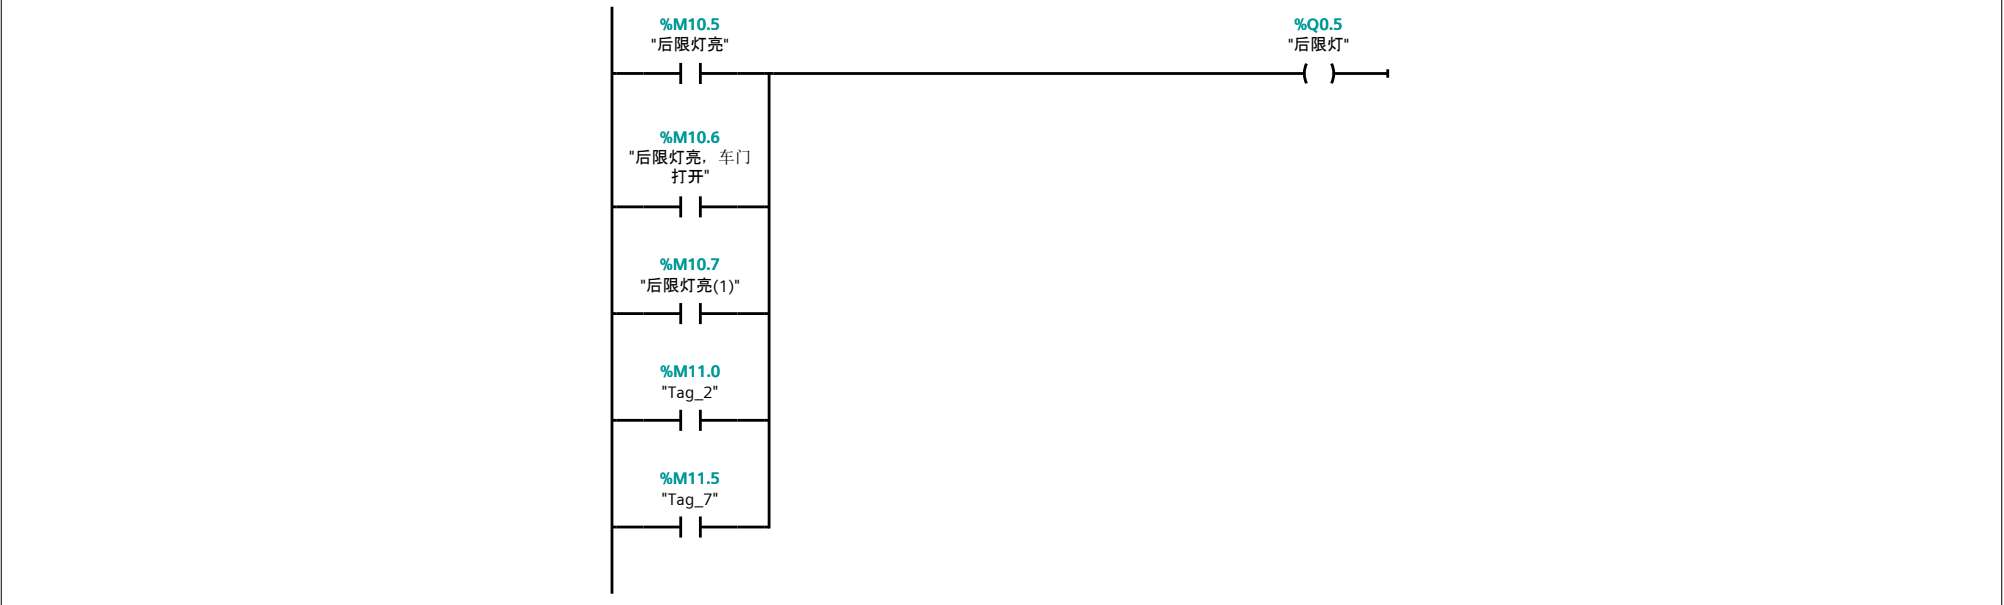 %M10.5
"后限灯亮"
%Q0.5
"后限灯"
%M10.6
"后限灯亮，车门
打开"
%M10.7
"后限灯亮(1)"
%M11.0
"Tag_2"
%M11.5
"Tag_7"